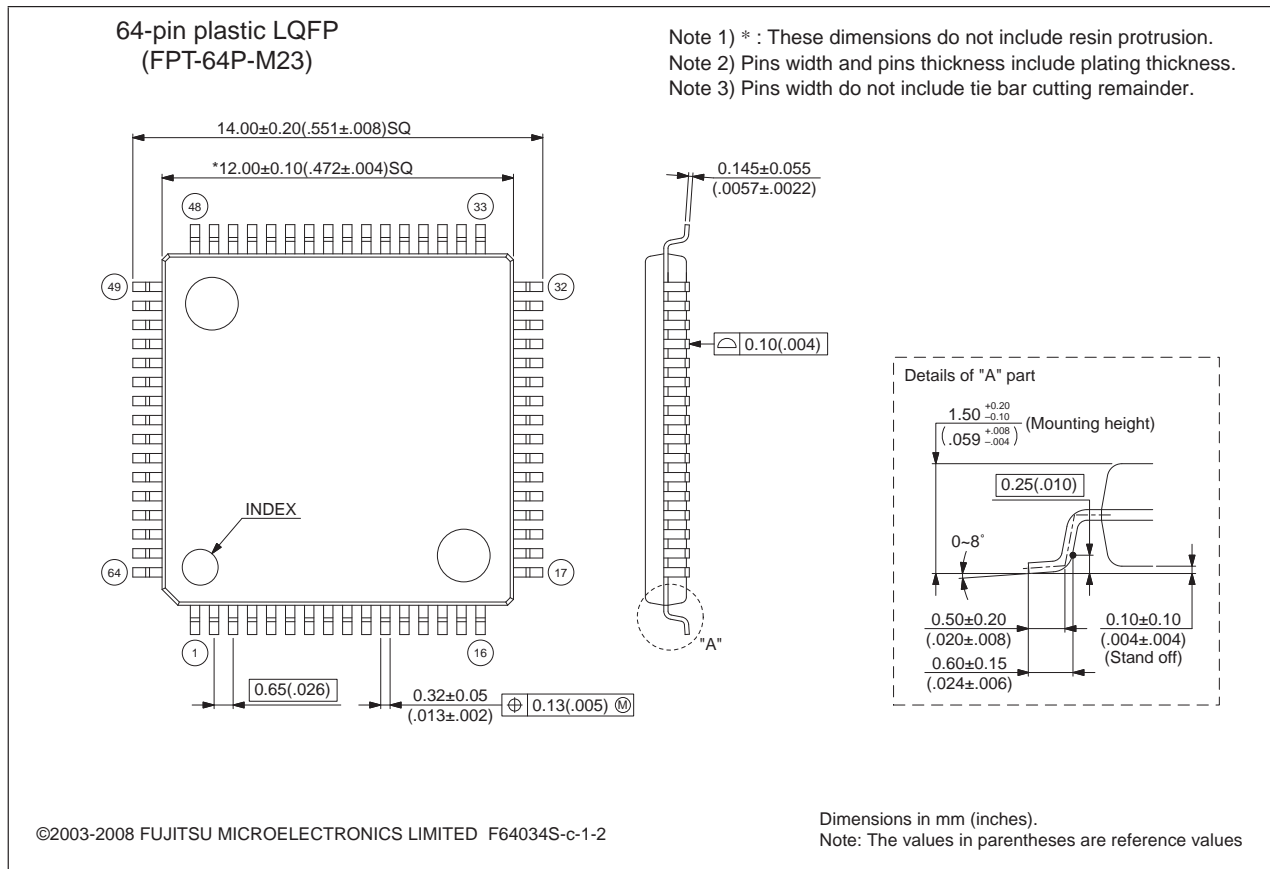 64-pin plastic LQFP
(FPT-64P-M23)
Note 1) * : These dimensions do not include resin protrusion.
Note 2) Pins width and pins thickness include plating thickness.
Note 3) Pins width do not include tie bar cutting remainder.
14.00±0.20(.551±.008)SQ
*12.00±0.10(.472±.004)SQ
0.145±0.055
(.0057±.0022)
48
33
49
32
0.10(.004)
Details of "A" part
1.50 +0.20 –0.10 (Mounting height)
(.059 +.008 –.004)
0.25(.010)
INDEX
0~8°
64
17
1
16
"A"
0.50±0.20
(.020±.008)
0.10±0.10
(.004±.004)
(Stand off)
0.60±0.15
(.024±.006)
0.65(.026)
0.32±0.05
(.013±.002)
⌖ 0.13(.005) Ⓜ
©2003-2008 FUJITSU MICROELECTRONICS LIMITED F64034S-c-1-2
Dimensions in mm (inches).
Note: The values in parentheses are reference values